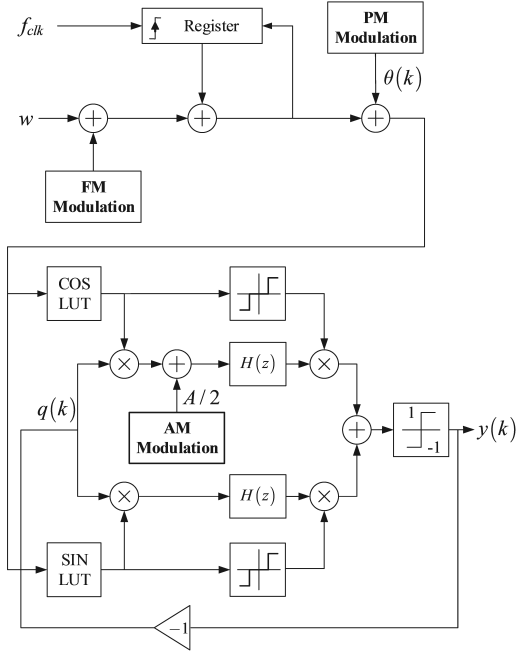 f_clk
Register
PM
Modulation
θ(k)
w
+
+
+
FM
Modulation
COS
LUT
×
+
H(z)
×
q(k)
A/2
AM
Modulation
+
1
-1
y(k)
×
H(z)
×
SIN
LUT
−1